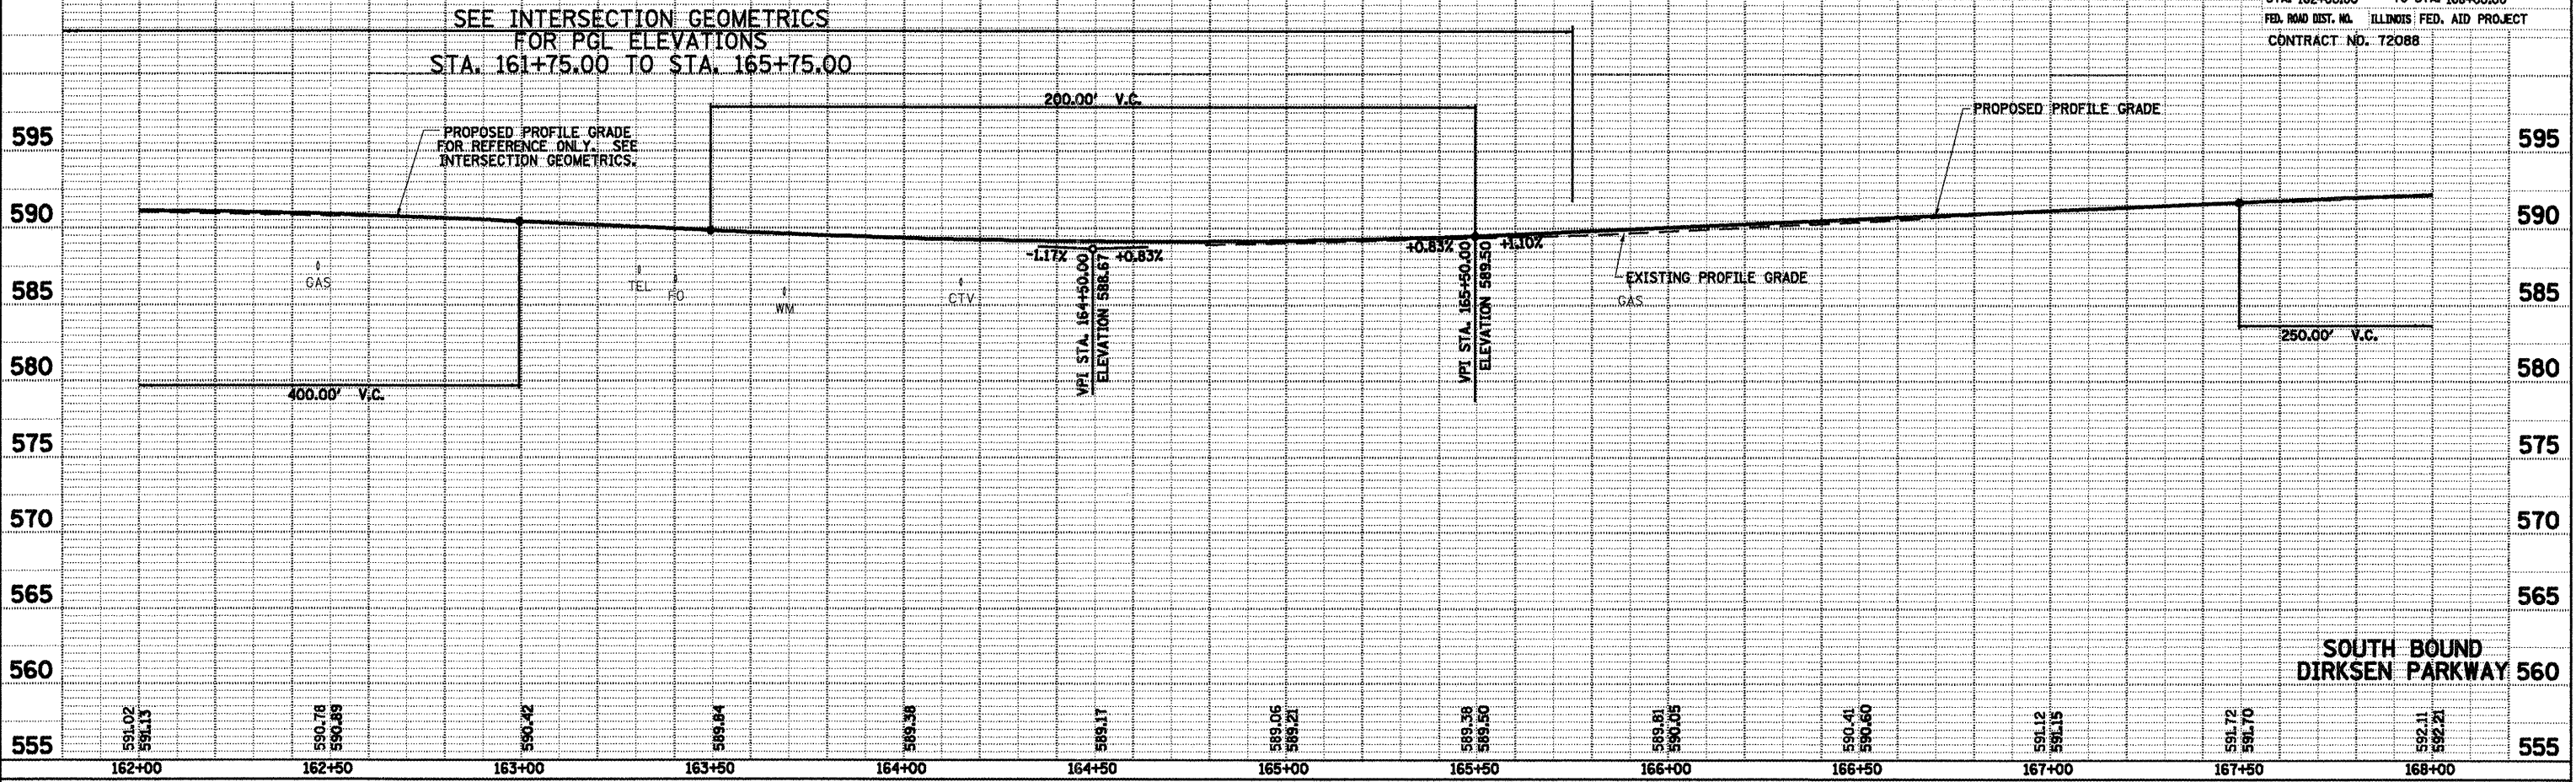 SEE INTERSECTION GEOMETRICS
FOR PGL ELEVATIONS
STA. 161+75.00 TO STA. 165+75.00
FED. ROAD DIST. NO. ILLINOIS FED. AID PROJECT
CONTRACT NO. 72088
200.00' V.C.
PROPOSED PROFILE GRADE
FOR REFERENCE ONLY. SEE
INTERSECTION GEOMETRICS.
PROPOSED PROFILE GRADE
595 595
590 590
585 585
580 580
575 575
570 570
565 565
560 560
555 555
GAS
TEL
FO
WM
CTV
-1.17% +0.83%
VPI STA. 164+50.00
ELEVATION 588.67
+0.83% +1.10%
VPI STA. 165+50.00
ELEVATION 589.50
EXISTING PROFILE GRADE
GAS
400.00' V.C.
250.00' V.C.
SOUTH BOUND
DIRKSEN PARKWAY
591.02
591.13
590.78
590.89
590.42
589.84
589.38
589.17
589.06
589.21
589.38
589.50
589.81
590.05
590.41
590.60
591.12
591.15
591.72
591.70
592.11
592.21
162+00 162+50 163+00 163+50 164+00 164+50 165+00 165+50 166+00 166+50 167+00 167+50 168+00